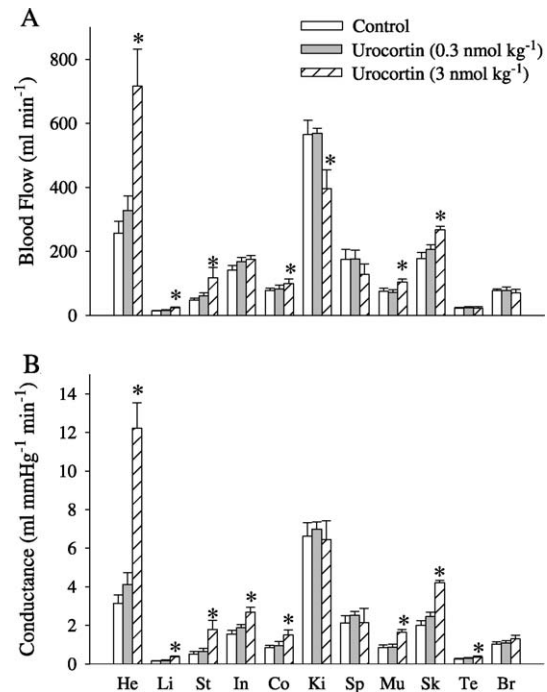 A
Control
Urocortin (0.3 nmol kg⁻¹)
Urocortin (3 nmol kg⁻¹)
Blood Flow (ml min⁻¹)
800
600
400
200
0
* * * * * * *
B
Conductance (ml mmHg⁻¹ min⁻¹)
14
12
10
8
6
4
2
0
* * * * * * * *
He Li St In Co Ki Sp Mu Sk Te Br